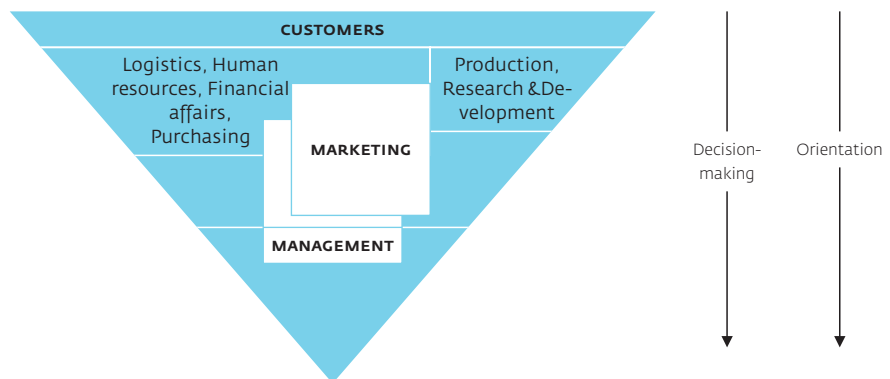 CUSTOMERS
Logistics, Human
resources, Financial
affairs,
Purchasing
Production,
Research &De-
velopment
MARKETING
MANAGEMENT
Decision-
making
Orientation